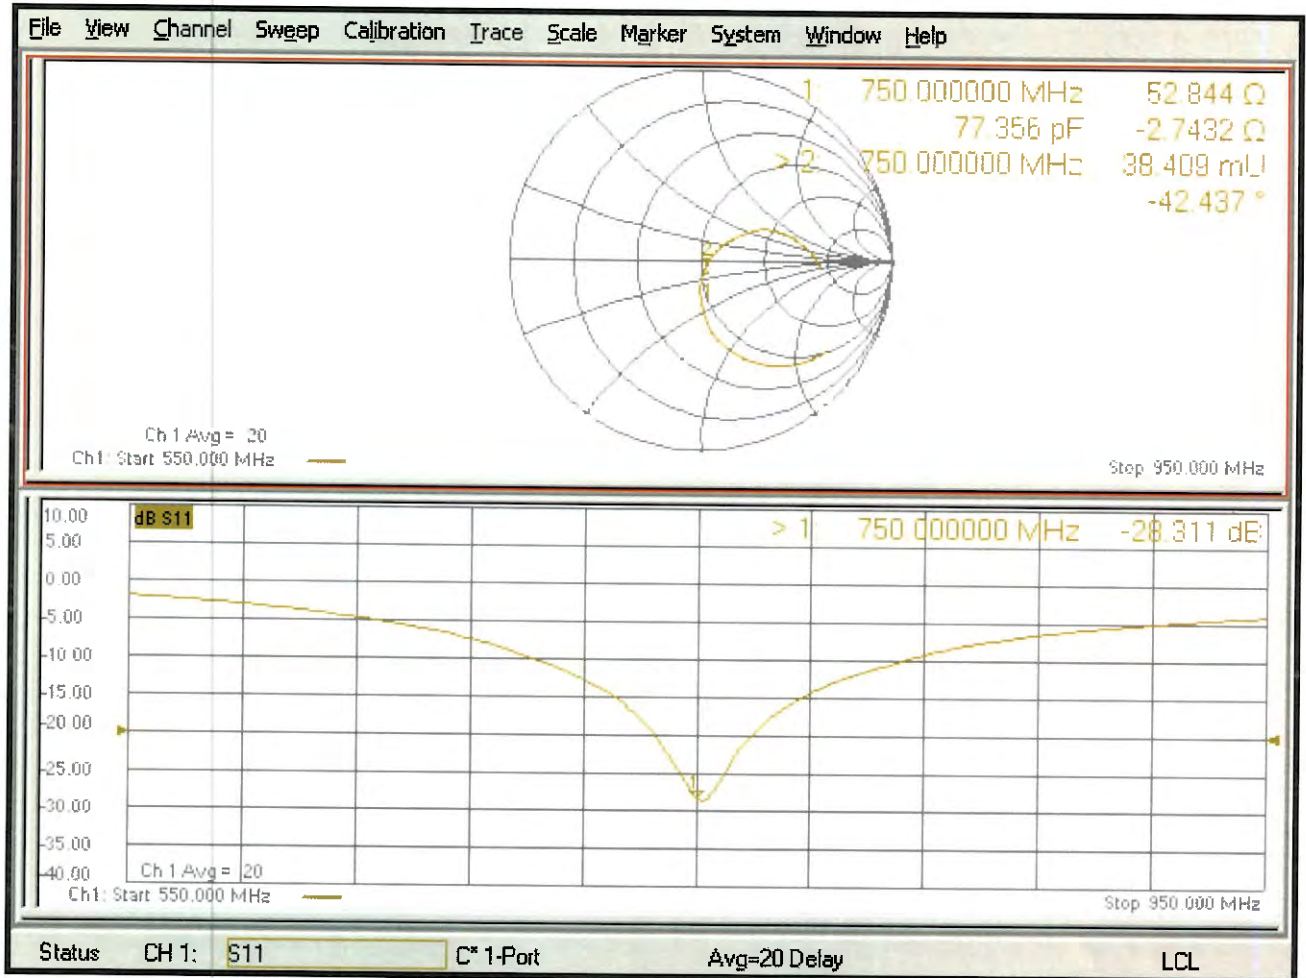 File View Channel Sweep Calibration Trace Scale Marker System Window Help
1: 750.000000 MHz 52.844 Ω
77.356 pF -2.7432 Ω
> 2: 750.000000 MHz 38.409 mU
-42.437 °
2
1
Ch 1 Avg = 20
Ch1: Start 550.000 MHz
Stop 950.000 MHz
10.00
dB S11
> 1: 750.000000 MHz -28.311 dB
5.00
0.00
-5.00
-10.00
-15.00
-20.00
-25.00
1
-30.00
-35.00
-40.00
Ch 1 Avg = 20
Ch1: Start 550.000 MHz
Stop 950.000 MHz
Status CH 1: S11 C* 1-Port Avg=20 Delay LCL